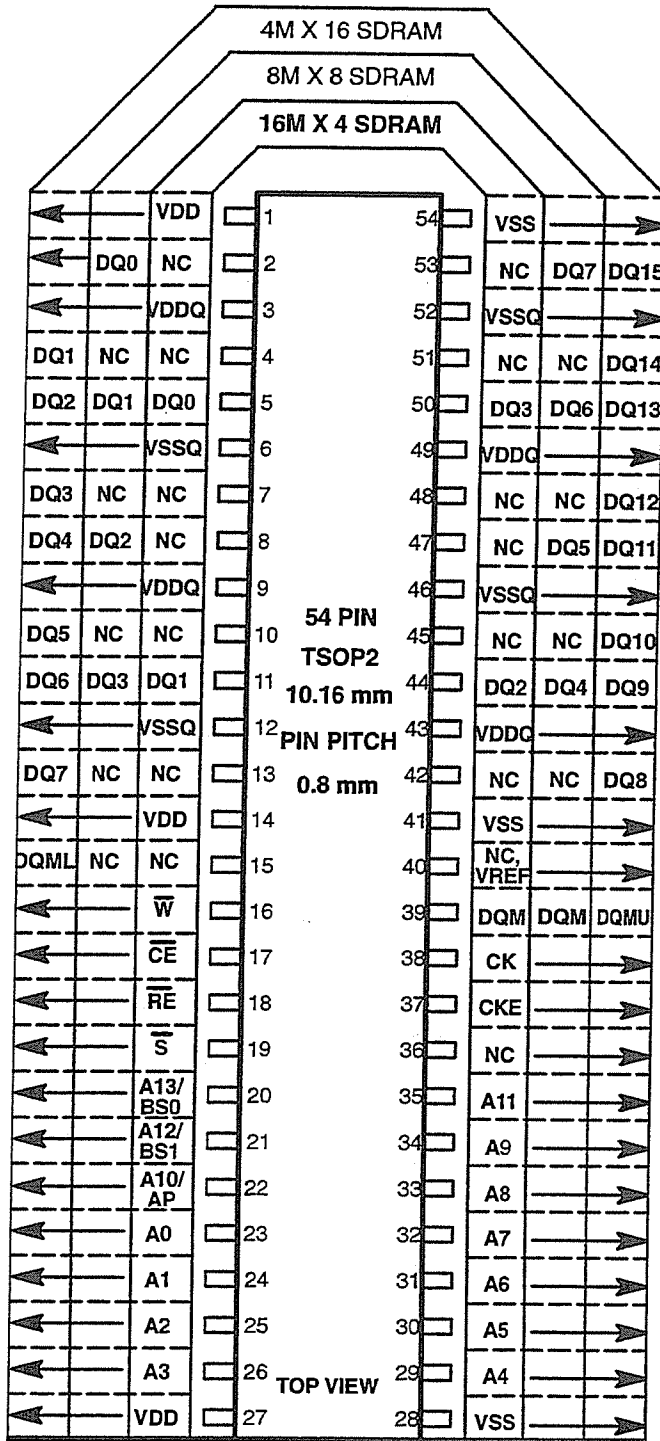 4M X 16 SDRAM
8M X 8 SDRAM
16M X 4 SDRAM
VDD 1 54 VSS
DQ0 NC 2 53 NC DQ7 DQ15
VDDQ 3 52 VSSQ
DQ1 NC NC 4 51 NC NC DQ14
DQ2 DQ1 DQ0 5 50 DQ3 DQ6 DQ13
VSSQ 6 49 VDDQ
DQ3 NC NC 7 48 NC NC DQ12
DQ4 DQ2 NC 8 47 NC DQ5 DQ11
VDDQ 9 46 VSSQ
54 PIN
DQ5 NC NC 10 45 NC NC DQ10
TSOP2
DQ6 DQ3 DQ1 11 44 DQ2 DQ4 DQ9
10.16 mm
VSSQ 12 43 VDDQ
PIN PITCH
DQ7 NC NC 13 42 NC NC DQ8
0.8 mm
VDD 14 41 VSS
DQML NC NC 15 40 NC, VREF
W̅ 16 39 DQM DQM DQMU
C̅E̅ 17 38 CK
R̅E̅ 18 37 CKE
S̅ 19 36 NC
A13/BS0 20 35 A11
A12/BS1 21 34 A9
A10/AP 22 33 A8
A0 23 32 A7
A1 24 31 A6
A2 25 30 A5
A3 26 29 A4
TOP VIEW
VDD 27 28 VSS